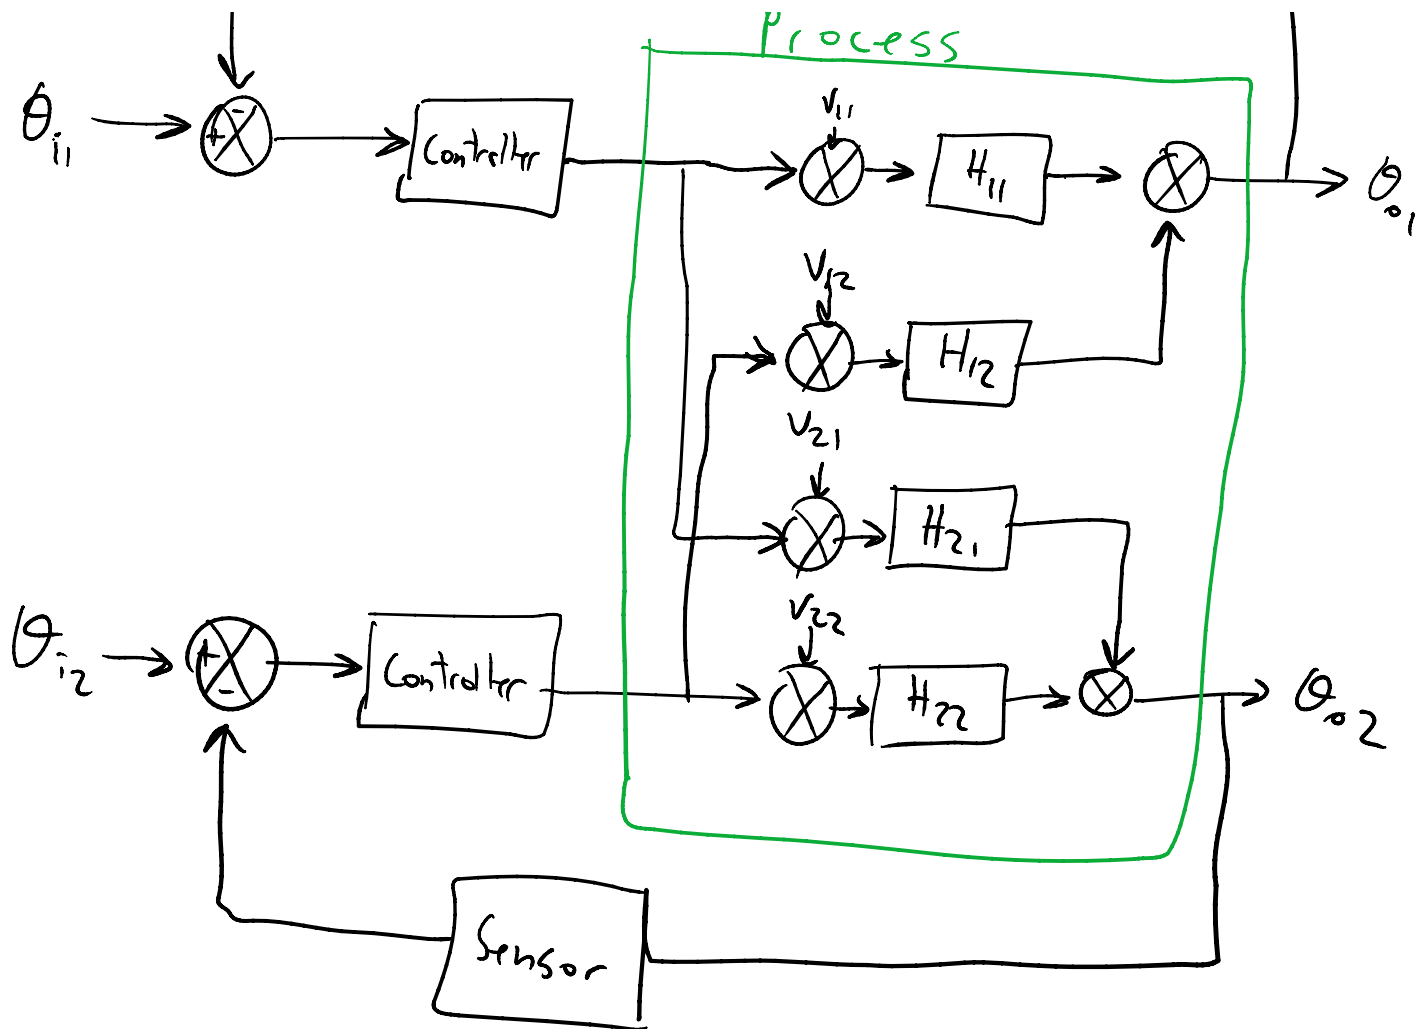 Process
θi1
+
-
Controller
V11
H11
θo1
V12
H12
V21
H21
θi2
+
-
Controller
V22
H22
θo2
Sensor